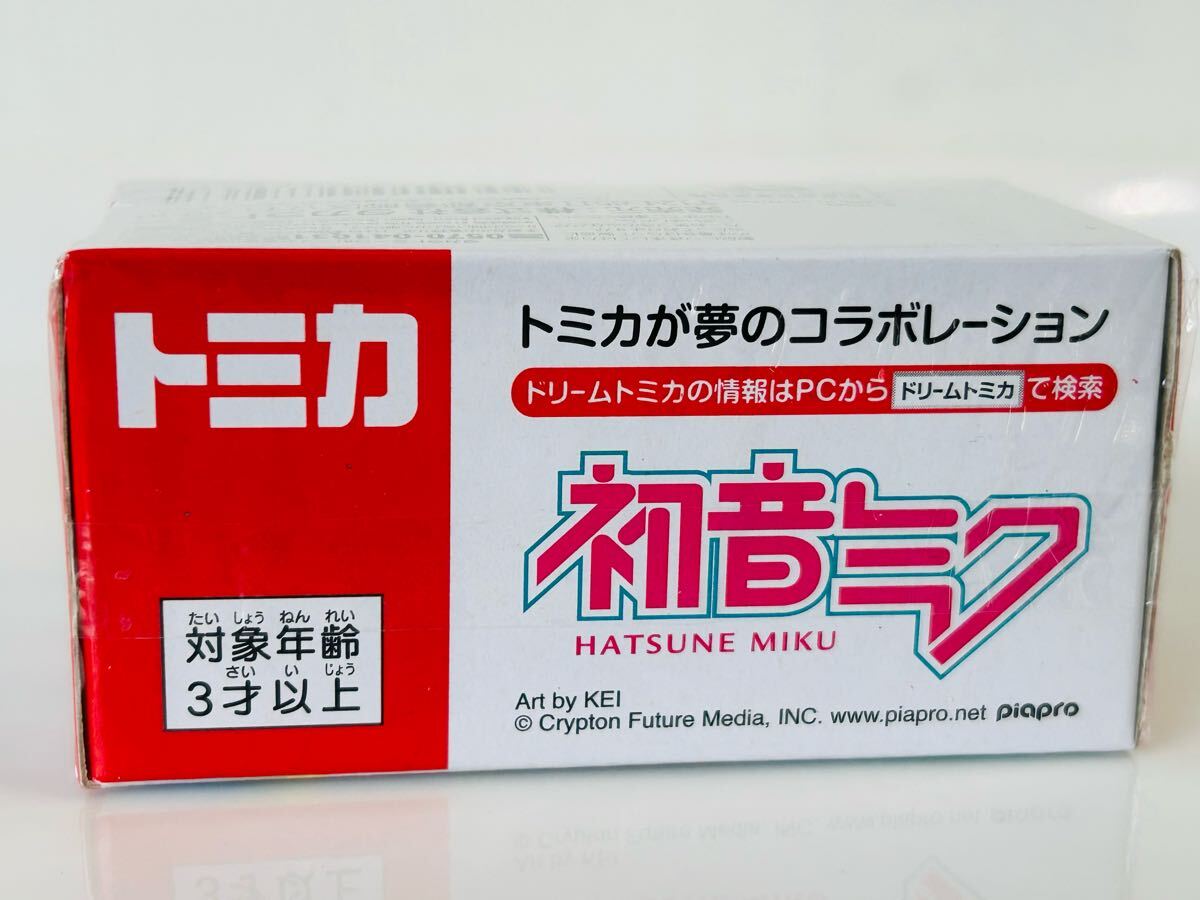 トミカ
たいしょうねんれい
対象年齢
さいいじょう
3才以上
トミカが夢のコラボレーション
ドリームトミカの情報はPCからドリームトミカで検索
初音ミク
HATSUNE MIKU
Art by KEI
© Crypton Future Media, INC. www.piapro.net piapro